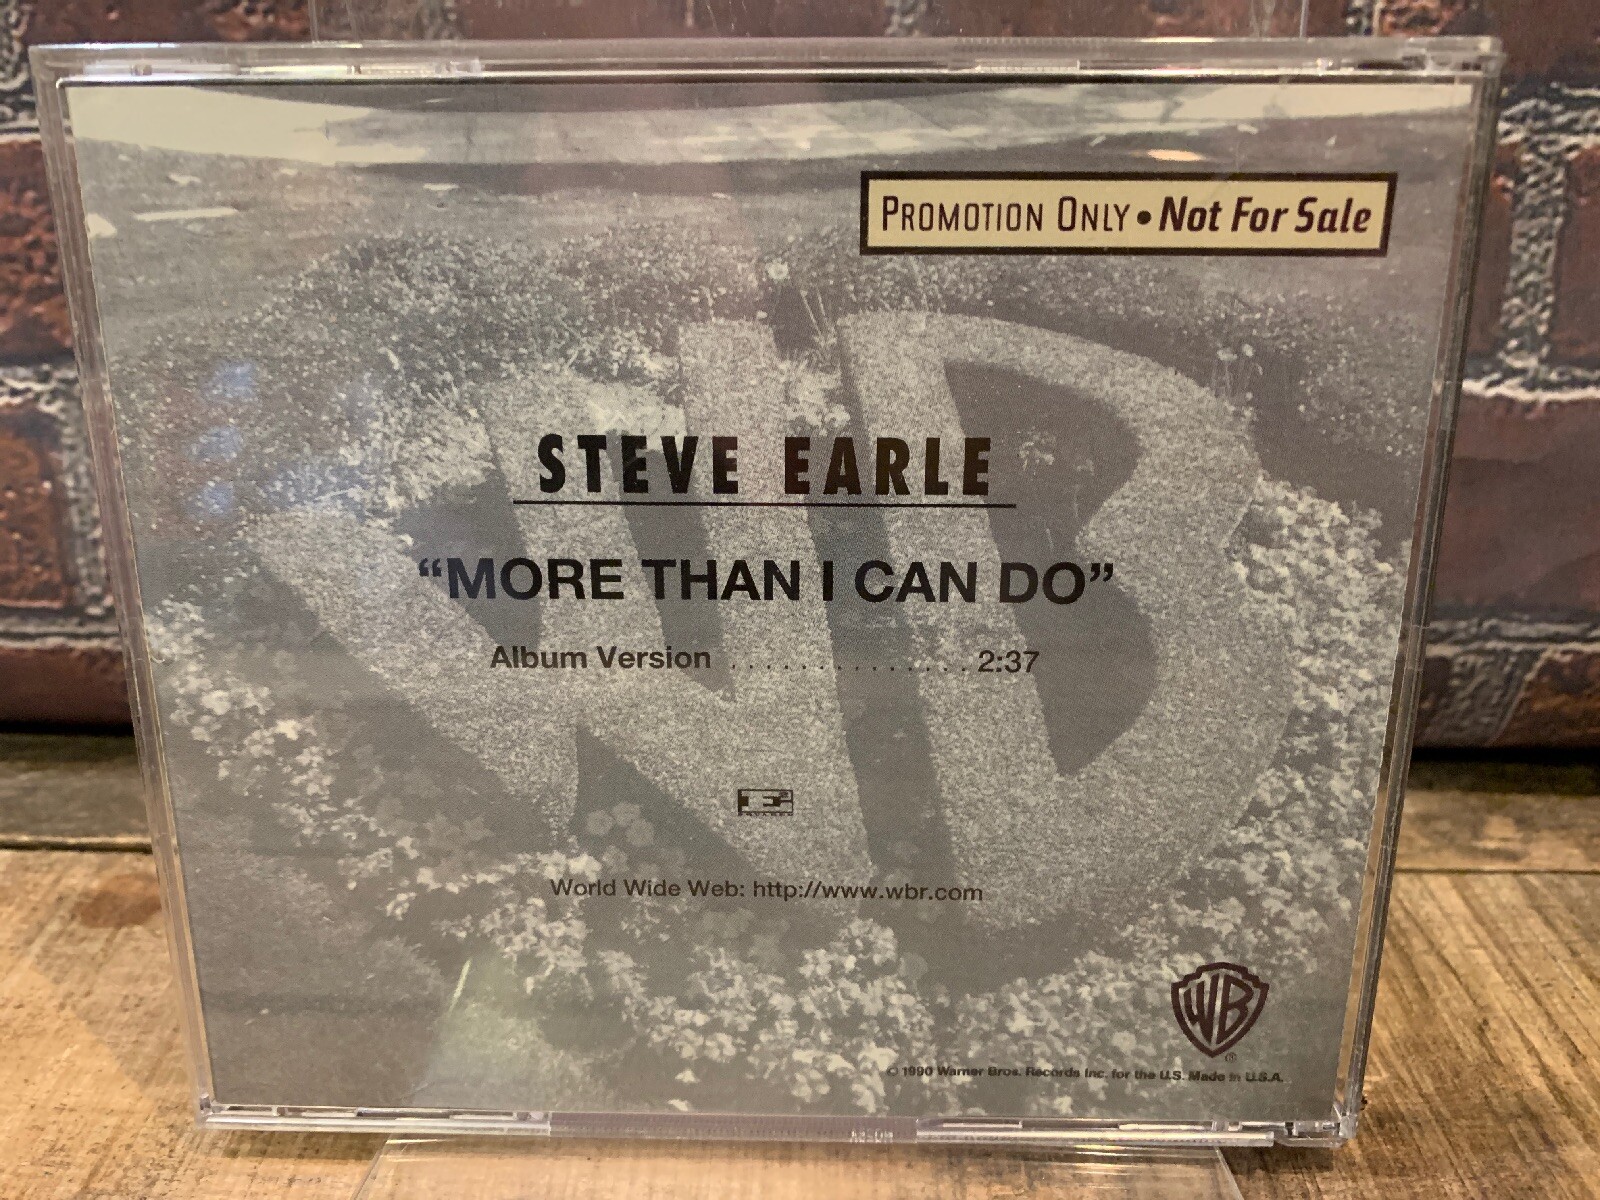 PROMOTION ONLY • Not For Sale
STEVE EARLE
“MORE THAN I CAN DO”
Album Version . . . . . . . . . . . . . . 2:37
E²
World Wide Web: http://www.wbr.com
WB
®
© 1990 Warner Bros. Records Inc. for the U.S. Made in U.S.A.